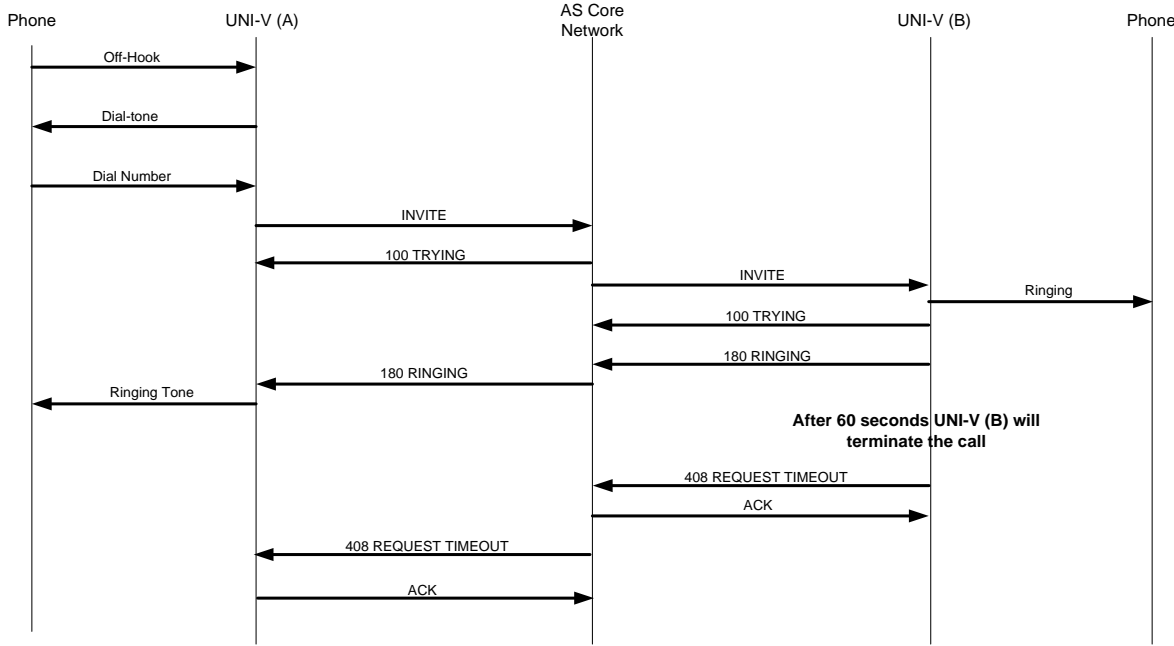 Phone
UNI-V (A)
AS Core
Network
UNI-V (B)
Phone
Off-Hook
Dial-tone
Dial Number
INVITE
100 TRYING
INVITE
Ringing
100 TRYING
180 RINGING
180 RINGING
Ringing Tone
After 60 seconds UNI-V (B) will
terminate the call
408 REQUEST TIMEOUT
ACK
408 REQUEST TIMEOUT
ACK